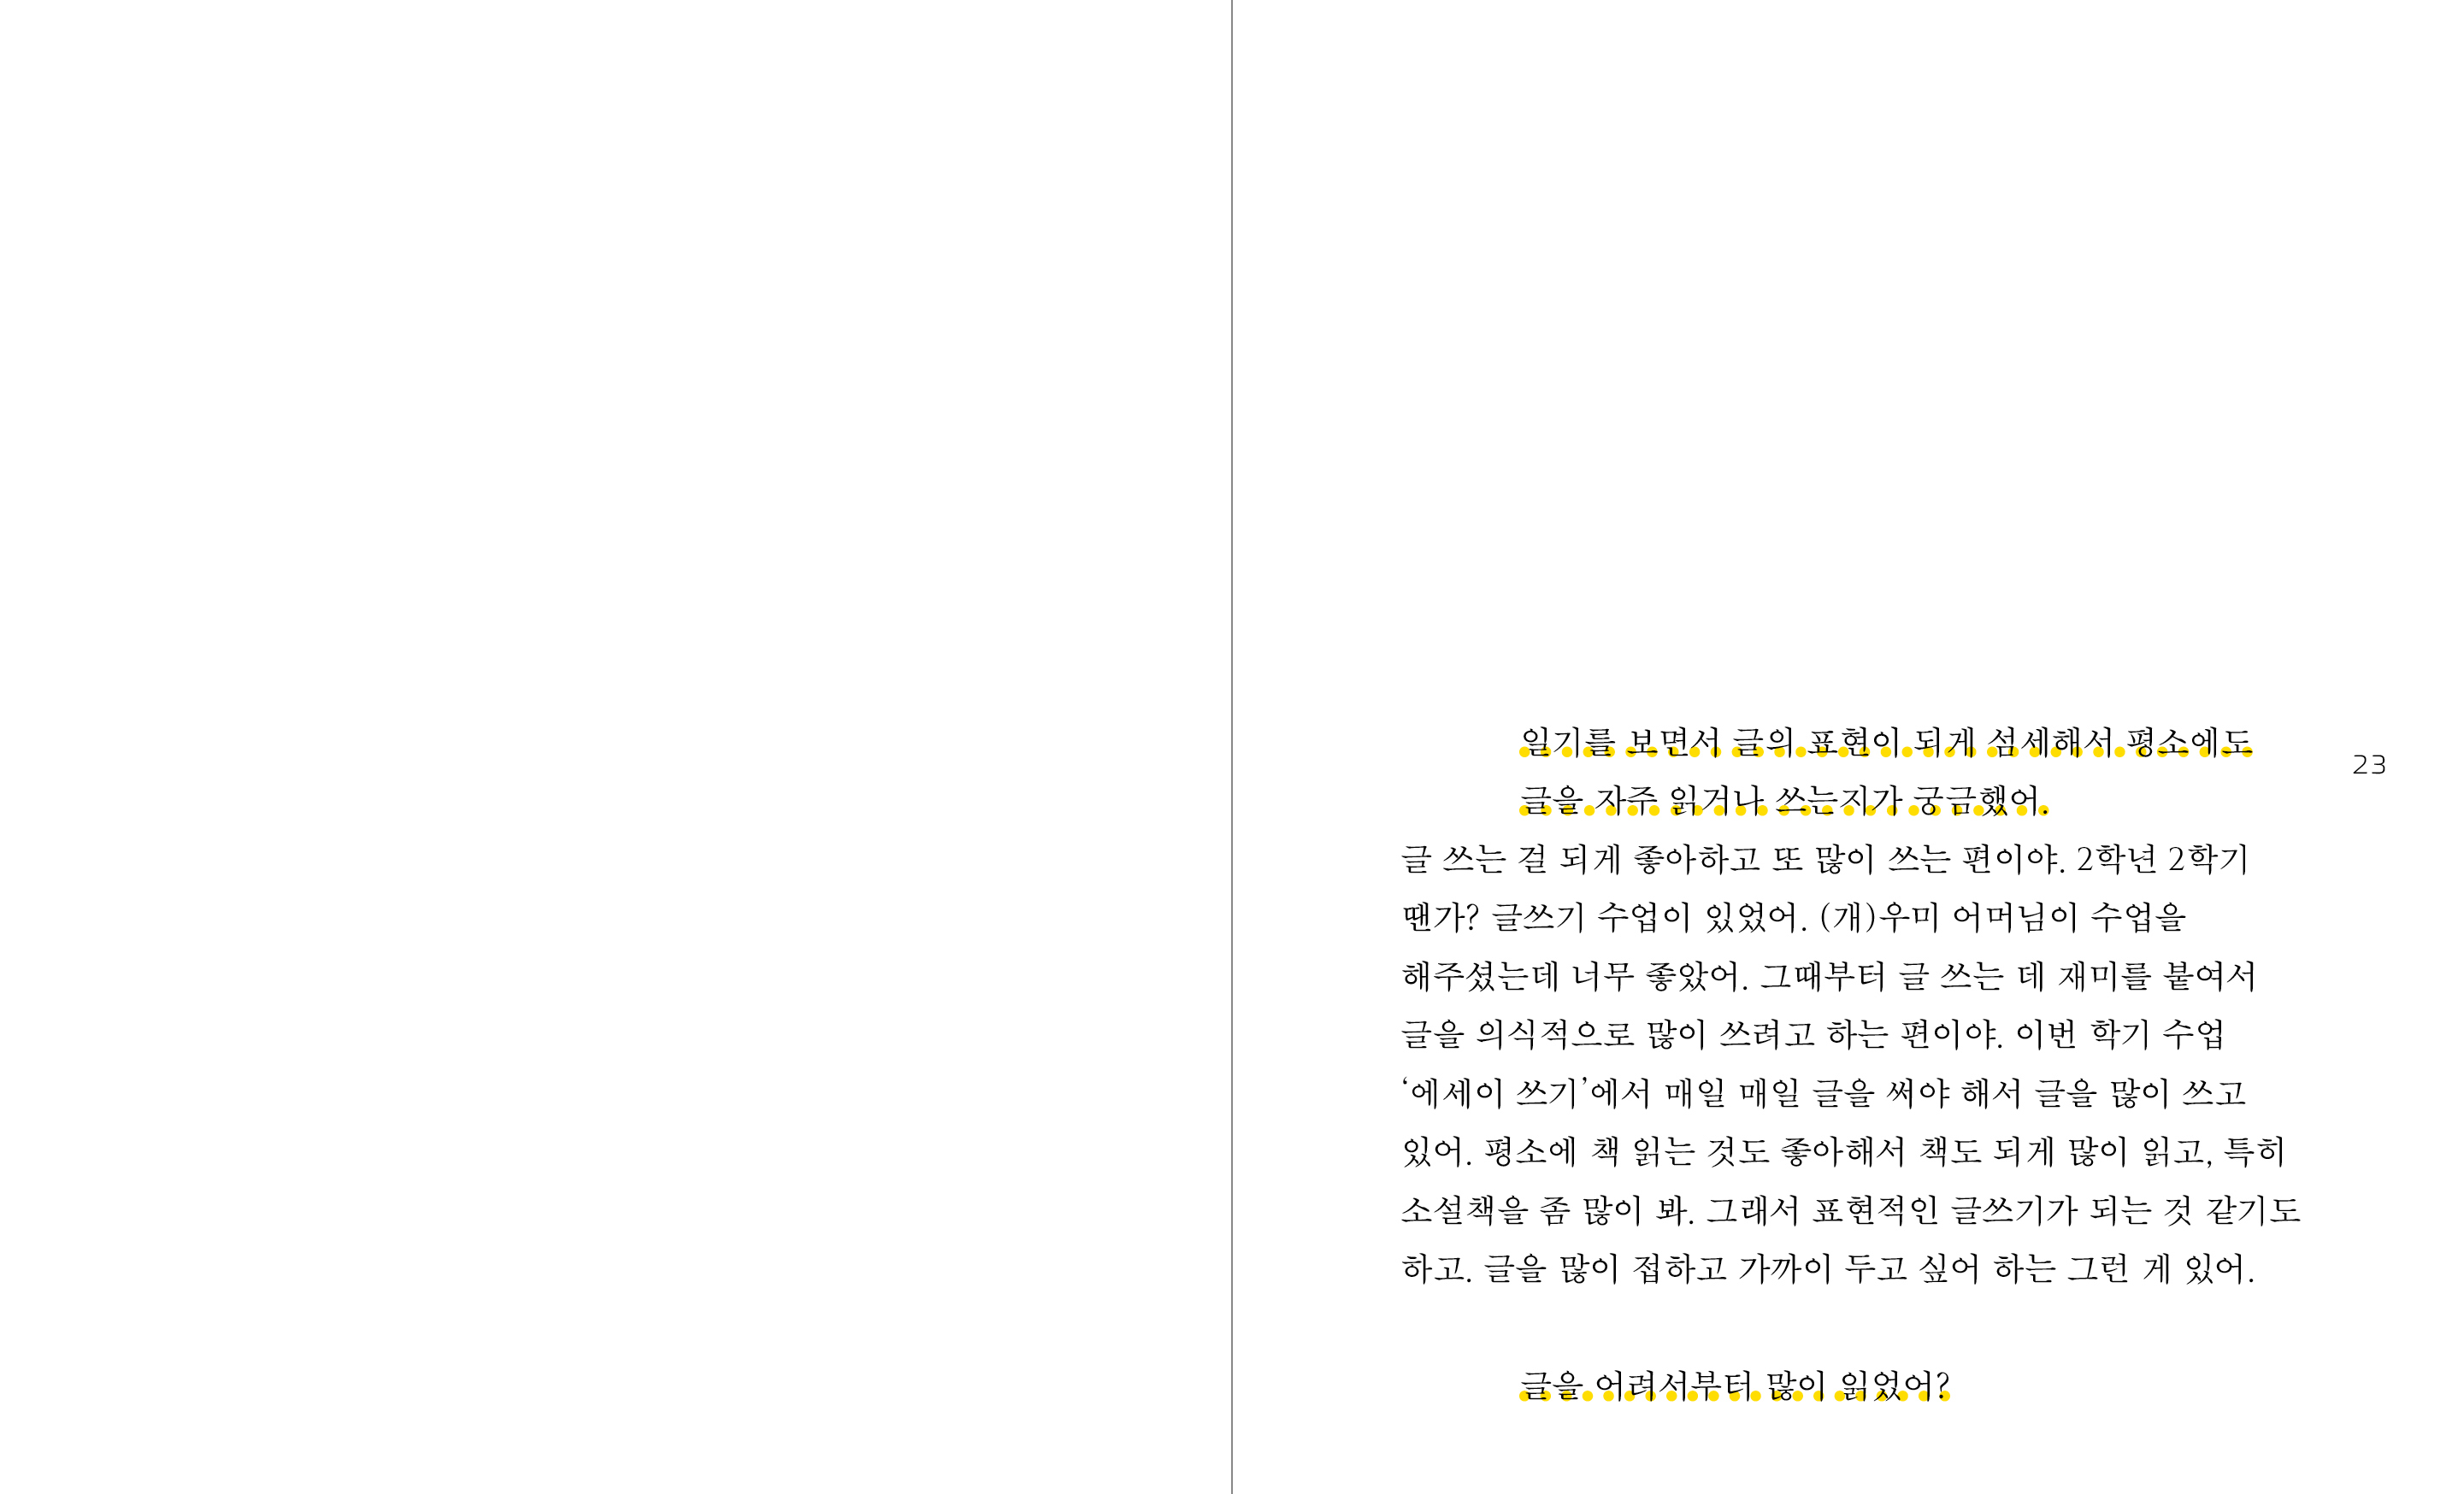 일기를 보면서 글의 표현이 되게 섬세해서 평소에도
글을 자주 읽거나 쓰는지가 궁금했어.
23
글 쓰는 걸 되게 좋아하고 또 많이 쓰는 편이야. 2학년 2학기
땐가? 글쓰기 수업이 있었어. (개)우미 어머님이 수업을
해주셨는데 너무 좋았어. 그때부터 글 쓰는 데 재미를 붙여서
글을 의식적으로 많이 쓰려고 하는 편이야. 이번 학기 수업
‘에세이 쓰기’에서 매일 매일 글을 써야 해서 글을 많이 쓰고
있어. 평소에 책 읽는 것도 좋아해서 책도 되게 많이 읽고, 특히
소설책을 좀 많이 봐. 그래서 표현적인 글쓰기가 되는 것 같기도
하고. 글을 많이 접하고 가까이 두고 싶어 하는 그런 게 있어.
글을 어려서부터 많이 읽었어?